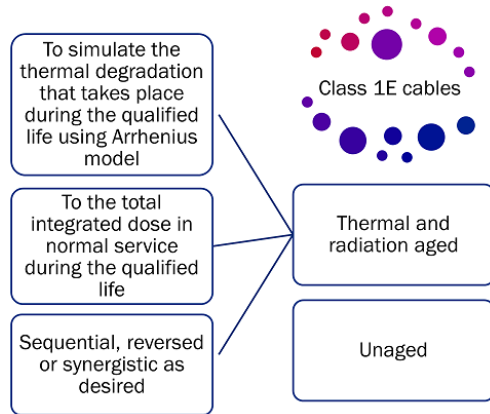 To simulate the
thermal degradation
that takes place
during the qualified
life using Arrhenius
model
To the total
integrated dose in
normal service
during the qualified
life
Sequential, reversed
or synergistic as
desired
Class 1E cables
Thermal and
radiation aged
Unaged